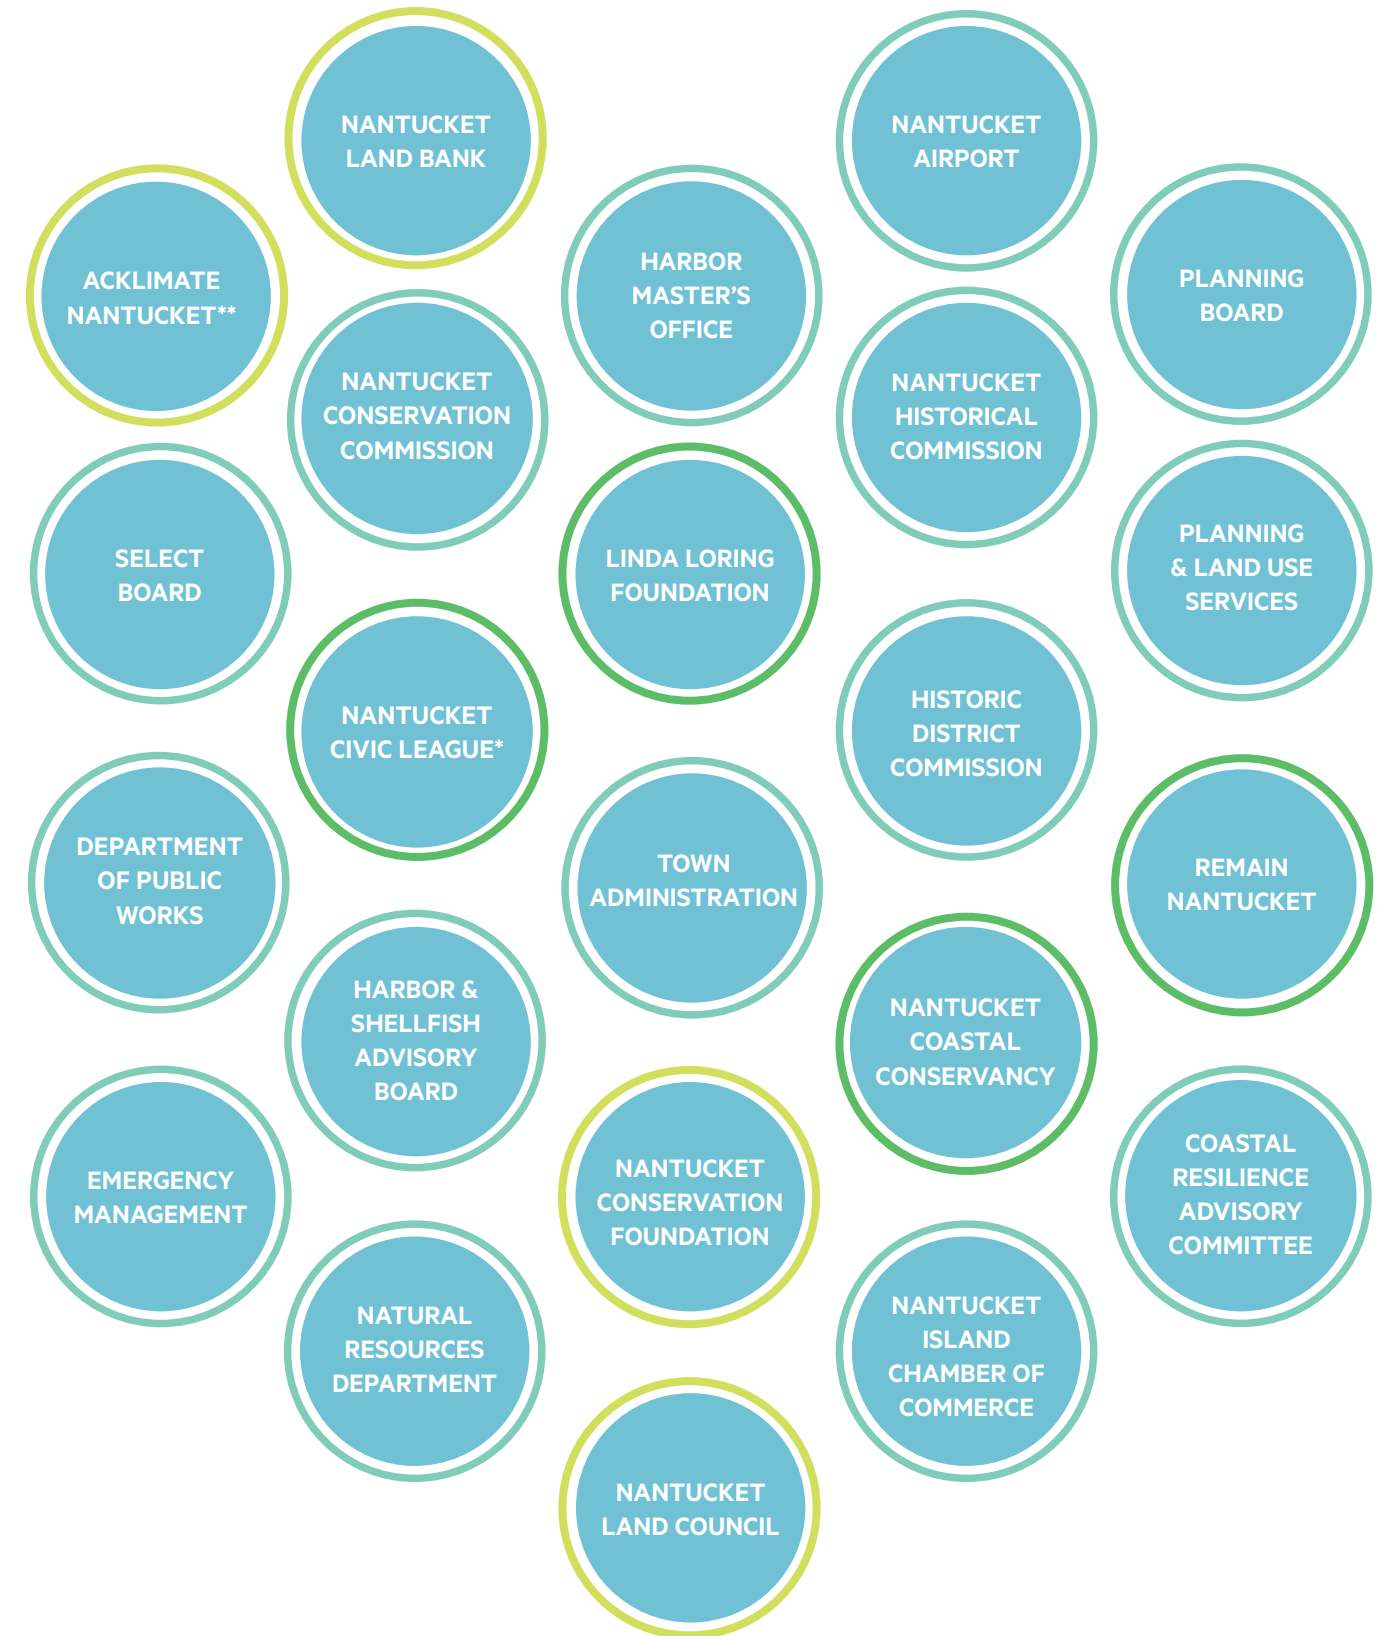 NANTUCKET
LAND BANK
NANTUCKET
AIRPORT
ACKLIMATE
NANTUCKET**
HARBOR
MASTER’S
OFFICE
PLANNING
BOARD
NANTUCKET
CONSERVATION
COMMISSION
NANTUCKET
HISTORICAL
COMMISSION
SELECT
BOARD
LINDA LORING
FOUNDATION
PLANNING
& LAND USE
SERVICES
NANTUCKET
CIVIC LEAGUE*
HISTORIC
DISTRICT
COMMISSION
DEPARTMENT
OF PUBLIC
WORKS
TOWN
ADMINISTRATION
REMAIN
NANTUCKET
HARBOR &
SHELLFISH
ADVISORY
BOARD
NANTUCKET
COASTAL
CONSERVANCY
EMERGENCY
MANAGEMENT
NANTUCKET
CONSERVATION
FOUNDATION
COASTAL
RESILIENCE
ADVISORY
COMMITTEE
NATURAL
RESOURCES
DEPARTMENT
NANTUCKET
ISLAND
CHAMBER OF
COMMERCE
NANTUCKET
LAND COUNCIL